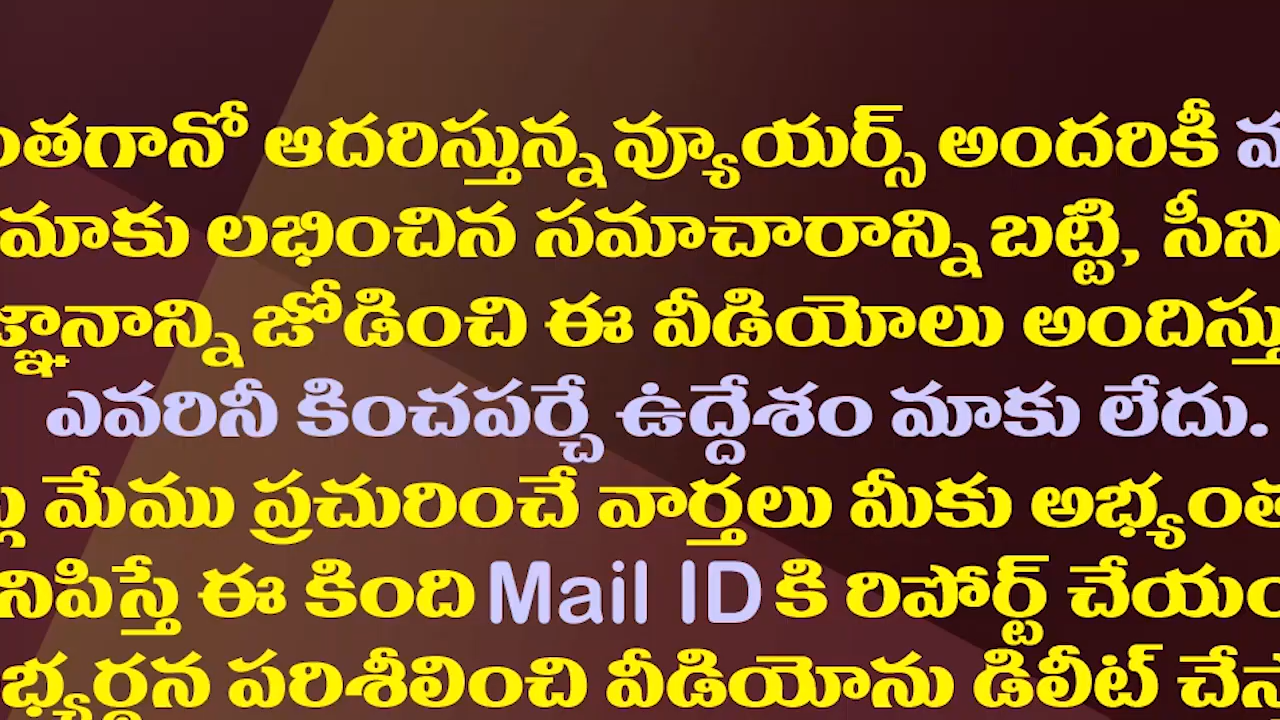 ంతగానో ఆదరిస్తున్న వ్యూయర్స్ అందరికీ
మాకు లభించిన సమాచారాన్ని బట్టి, సీని
జ్ఞానాన్ని జోడించి ఈ వీడియోలు అందిస్తు
ఎవరినీ కించపర్చే ఉద్దేశం మాకు లేదు.
మేము ప్రచురించే వార్తలు మీకు అభ్యంత
నిపిస్తే ఈ కింది Mail ID కి రిపోర్ట్ చేయం
భ్యర్థన పరిశీలించి వీడియోను డిలీట్ చేస